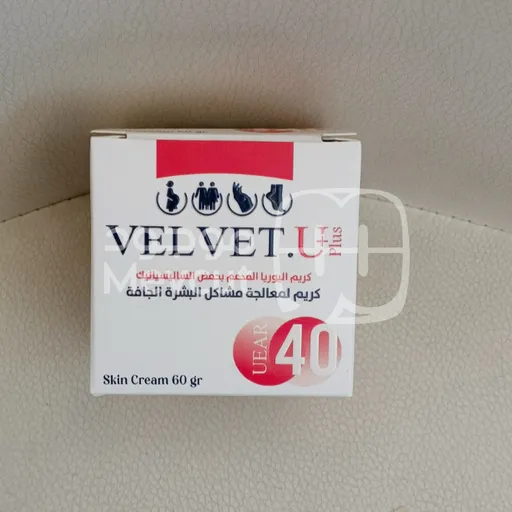 VELVET.U+
Plus
كريم اليوريا المدعم بحمض الساليسيليك
كريم لمعالجة مشاكل البشرة الجافة
UEAR
40
Skin Cream 60 gr